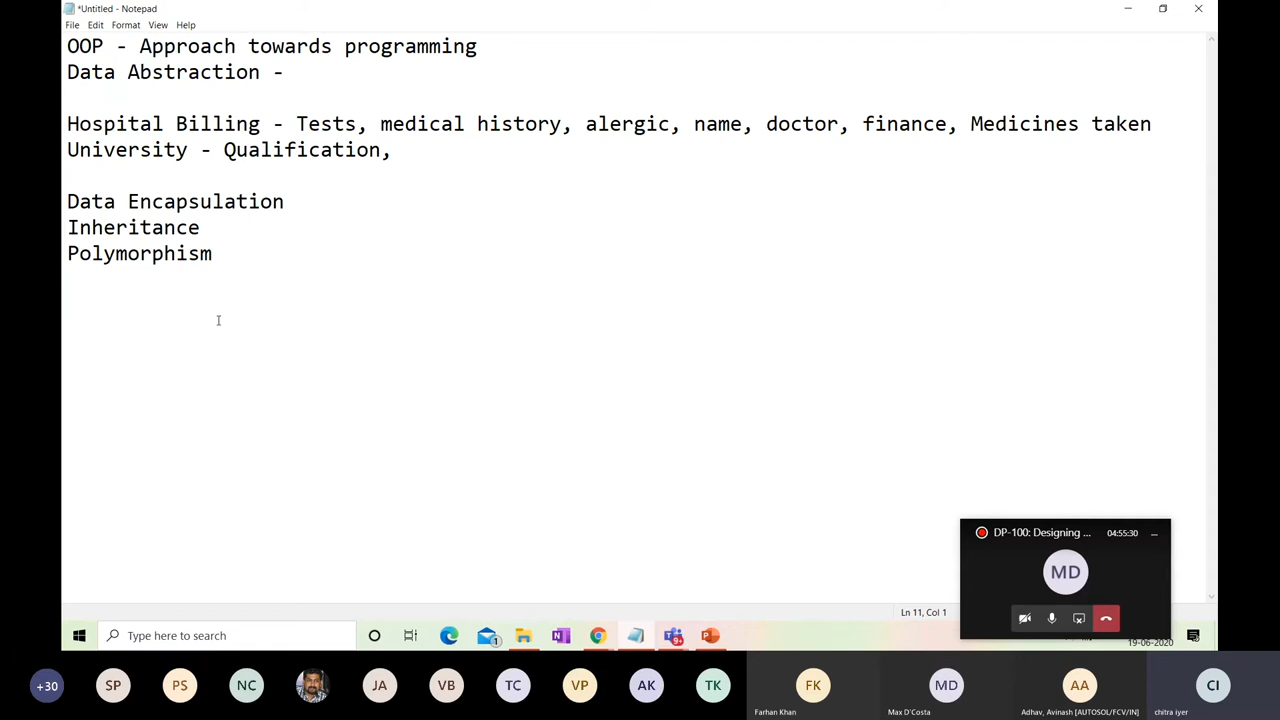 *Untitled - Notepad
File Edit Format View Help
OOP - Approach towards programming
Data Abstraction -
Hospital Billing - Tests, medical history, alergic, name, doctor, finance, Medicines taken
University - Qualification,
Data Encapsulation
Inheritance
Polymorphism
DP-100: Designing ... 04:55:30
MD
Ln 11, Col 1
Type here to search
1
9+
19-06-2020
+30 SP PS NC JA VB TC VP AK TK FK MD AA CI
Farhan Khan Max D'Costa Adhav, Avinash [AUTOSOL/FCV/IN] chitra iyer